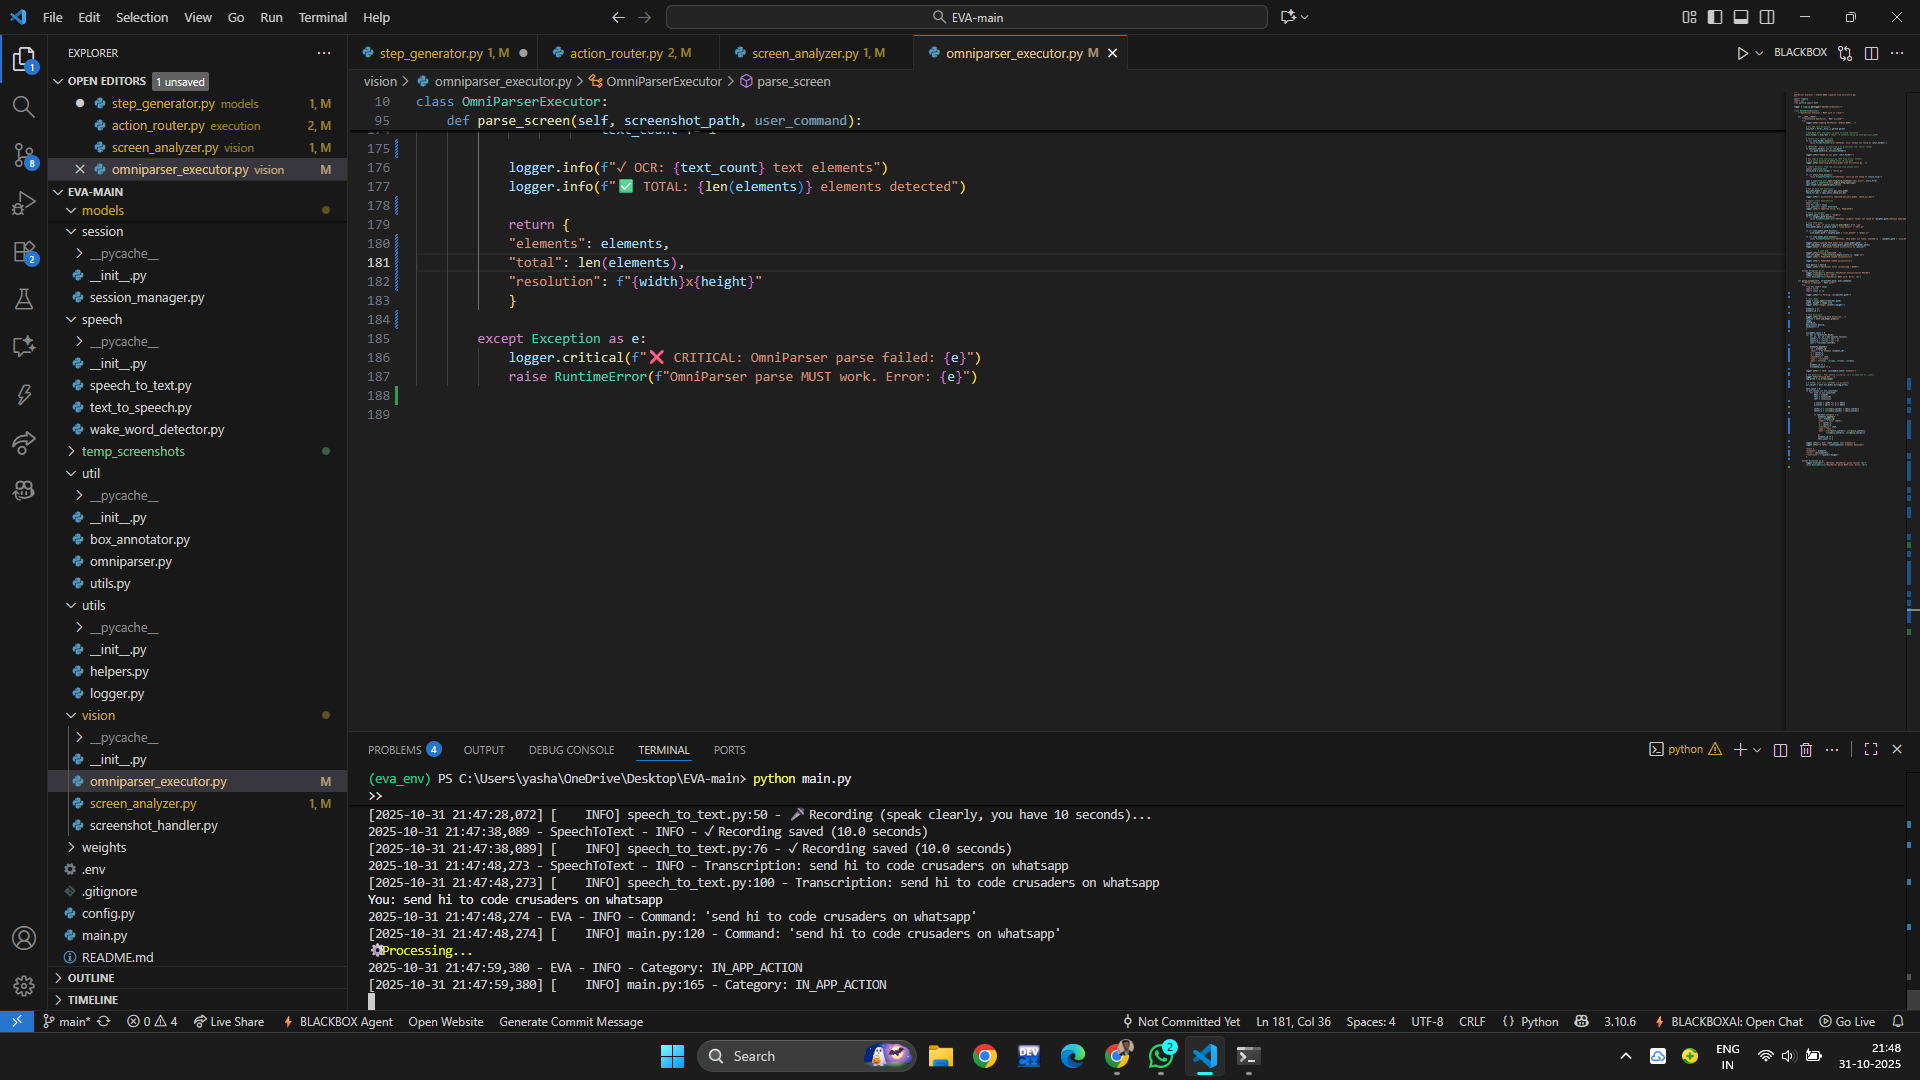 File Edit Selection View Go Run Terminal Help
EVA-main
EXPLORER
OPEN EDITORS 1 unsaved
step_generator.py models 1, M
action_router.py execution 2, M
screen_analyzer.py vision 1, M
omniparser_executor.py vision M
EVA-MAIN
models
session
__pycache__
__init__.py
session_manager.py
speech
__pycache__
__init__.py
speech_to_text.py
text_to_speech.py
wake_word_detector.py
temp_screenshots
util
__pycache__
__init__.py
box_annotator.py
omniparser.py
utils.py
utils
__pycache__
__init__.py
helpers.py
logger.py
vision
__pycache__
__init__.py
omniparser_executor.py M
screen_analyzer.py 1, M
screenshot_handler.py
weights
.env
.gitignore
config.py
main.py
README.md
OUTLINE
TIMELINE
1
8
2
step_generator.py 1, M
action_router.py 2, M
screen_analyzer.py 1, M
omniparser_executor.py M
BLACKBOX
vision > omniparser_executor.py > OmniParserExecutor > parse_screen
10 class OmniParserExecutor:
95 def parse_screen(self, screenshot_path, user_command):
175
176 logger.info(f"✓ OCR: {text_count} text elements")
177 logger.info(f"✅ TOTAL: {len(elements)} elements detected")
178
179 return {
180 "elements": elements,
181 "total": len(elements),
182 "resolution": f"{width}x{height}"
183 }
184
185 except Exception as e:
186 logger.critical(f"❌ CRITICAL: OmniParser parse failed: {e}")
187 raise RuntimeError(f"OmniParser parse MUST work. Error: {e}")
188
189
PROBLEMS 4 OUTPUT DEBUG CONSOLE TERMINAL PORTS
python
(eva_env) PS C:\Users\yasha\OneDrive\Desktop\EVA-main> python main.py
>>
[2025-10-31 21:47:28,072] [    INFO] speech_to_text.py:50 - 🎤 Recording (speak clearly, you have 10 seconds)...
2025-10-31 21:47:38,089 - SpeechToText - INFO - ✓ Recording saved (10.0 seconds)
[2025-10-31 21:47:38,089] [    INFO] speech_to_text.py:76 - ✓ Recording saved (10.0 seconds)
2025-10-31 21:47:48,273 - SpeechToText - INFO - Transcription: send hi to code crusaders on whatsapp
[2025-10-31 21:47:48,273] [    INFO] speech_to_text.py:100 - Transcription: send hi to code crusaders on whatsapp
You: send hi to code crusaders on whatsapp
2025-10-31 21:47:48,274 - EVA - INFO - Command: 'send hi to code crusaders on whatsapp'
[2025-10-31 21:47:48,274] [    INFO] main.py:120 - Command: 'send hi to code crusaders on whatsapp'
⚙Processing...
2025-10-31 21:47:59,380 - EVA - INFO - Category: IN_APP_ACTION
[2025-10-31 21:47:59,380] [    INFO] main.py:165 - Category: IN_APP_ACTION
main* 0 4 Live Share BLACKBOX Agent Open Website Generate Commit Message
Not Committed Yet Ln 181, Col 36 Spaces: 4 UTF-8 CRLF {} Python 3.10.6 BLACKBOXAI: Open Chat Go Live
Search
DEV
2
ENG
IN
21:48
31-10-2025